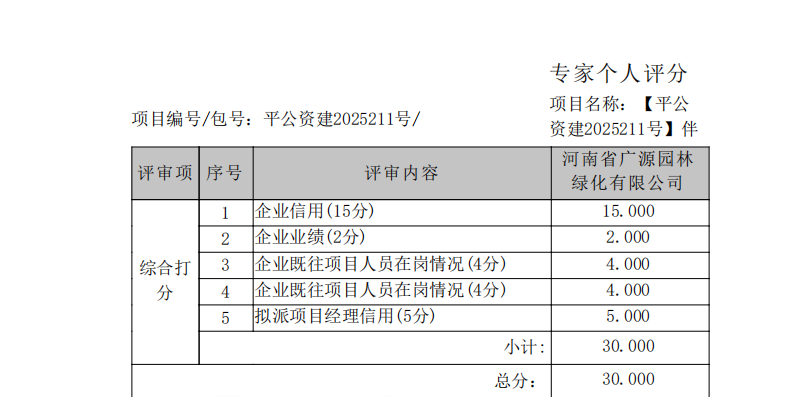 专家个人评分
项目编号/包号: 平公资建2025211号/
项目名称: 【平公
资建2025211号】伴
评审项 序号 评审内容 河南省广源园林
绿化有限公司
综合打
分
1 企业信用(15分) 15.000
2 企业业绩(2分) 2.000
3 企业既往项目人员在岗情况(4分) 4.000
4 企业既往项目人员在岗情况(4分) 4.000
5 拟派项目经理信用(5分) 5.000
小计: 30.000
总分: 30.000